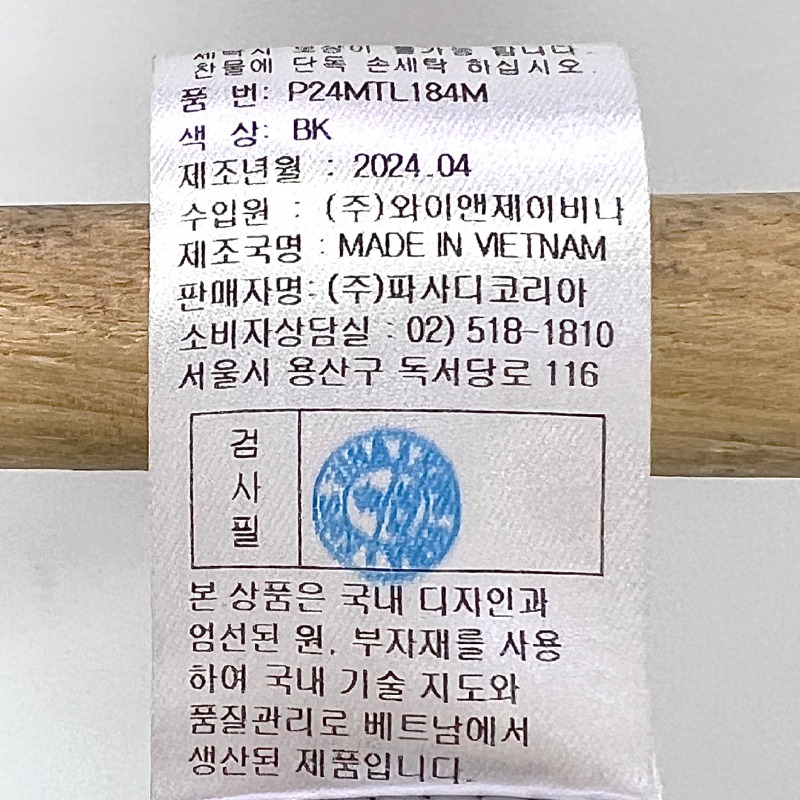 찬물에 단독 손세탁 하십시오.
품 번: P24MTL184M
색 상: BK
제조년월 : 2024.04
수입원 : (주)와이앤제이비나
제조국명 : MADE IN VIETNAM
판매자명: (주)파사디코리아
소비자상담실 : 02) 518-1810
서울시 용산구 독서당로 116
검
사
필
본 상품은 국내 디자인과
엄선된 원, 부자재를 사용
하여 국내 기술 지도와
품질관리로 베트남에서
생산된 제품입니다.